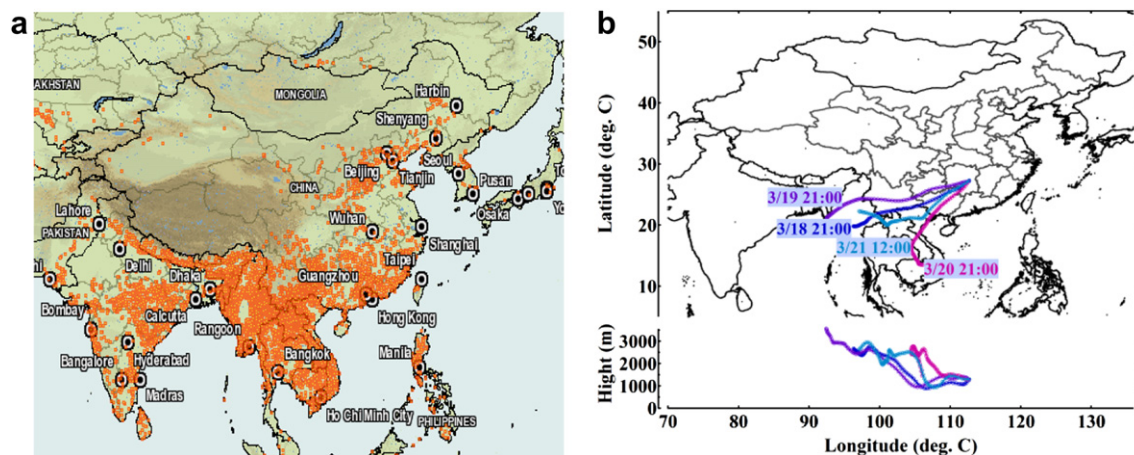 a
AKHSTAN
MONGOLIA
Harbin
Shenyang
Seoul
Beijing
Tianjin
Pusan
CHINA
Osaka
Yo
Lahore
PAKISTAN
Wuhan
Shanghai
Delhi
Dhaka
Guangzhou
Taipei
hi
Bombay
Calcutta
Rangoon
Hong Kong
Bangalore
Hyderabad
Bangkok
Manila
Madras
Ho Chi Minh City
PHILIPPINES
b
50
40
30
20
10
Latitude (deg. C)
3/19 21:00
3/18 21:00
3/21 12:00
3/20 21:00
3000
2000
1000
0
Hight (m)
70 80 90 100 110 120 130
Longitude (deg. C)